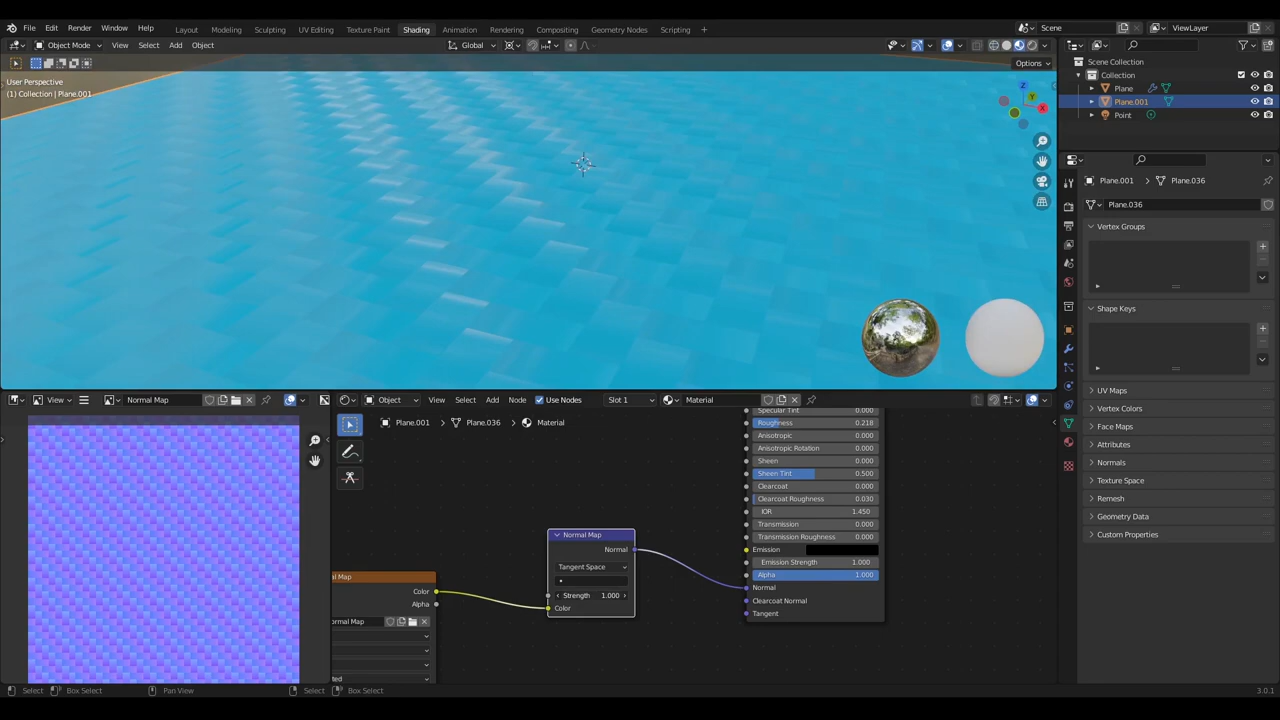 File Edit Render Window Help Layout Modeling Sculpting UV Editing Texture Paint Shading Animation Rendering Compositing Geometry Nodes Scripting Scene ViewLayer
Object Mode View Select Add Object Global
Options
User Perspective
(1) Collection | Plane.001
Z
Y
X
Scene Collection
Collection
Plane
Plane.001
Point
Plane.001 Plane.036
Plane.036
Vertex Groups
Shape Keys
UV Maps
Vertex Colors
Face Maps
Attributes
Normals
Texture Space
Remesh
Geometry Data
Custom Properties
View Normal Map
Object View Select Add Node Use Nodes Slot 1 Material
Plane.001 Plane.036 Material
Specular Tint 0.000
Roughness 0.218
Anisotropic 0.000
Anisotropic Rotation 0.000
Sheen 0.000
Sheen Tint 0.500
Clearcoat 0.000
Clearcoat Roughness 0.030
IOR 1.450
Transmission 0.000
Transmission Roughness 0.000
Emission
Emission Strength 1.000
Alpha 1.000
Normal
Clearcoat Normal
Tangent
Normal Map
Normal
Tangent Space
Strength 1.000
Color
al Map
Color
Alpha
ormal Map
ted
Select Box Select Pan View Select Box Select 3.0.1